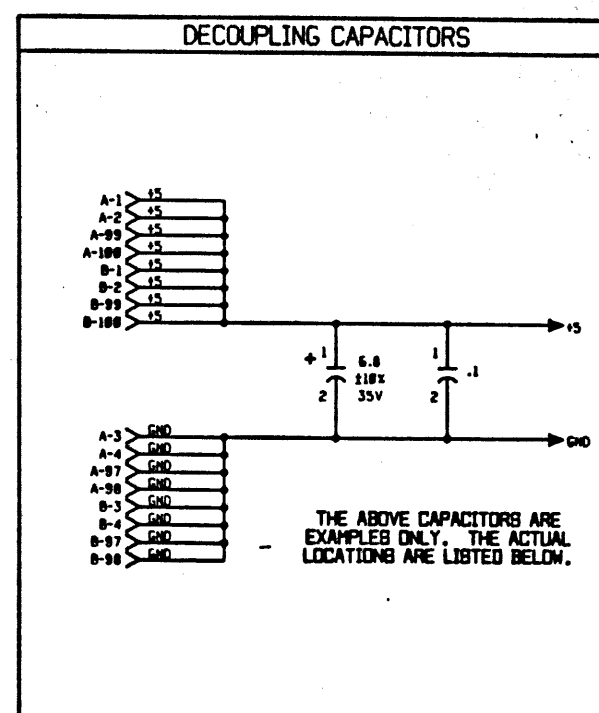 DECOUPLING CAPACITORS
A-1 +5
A-2 +5
A-99 +5
A-100 +5
B-1 +5
B-2 +5
B-99 +5
B-100 +5
+5
+ 1 6.8
±10%
2 35V
1 .1
2
A-3 GND
A-4 GND
A-97 GND
A-98 GND
B-3 GND
B-4 GND
B-97 GND
B-98 GND
GND
THE ABOVE CAPACITORS ARE
EXAMPLES ONLY. THE ACTUAL
LOCATIONS ARE LISTED BELOW.